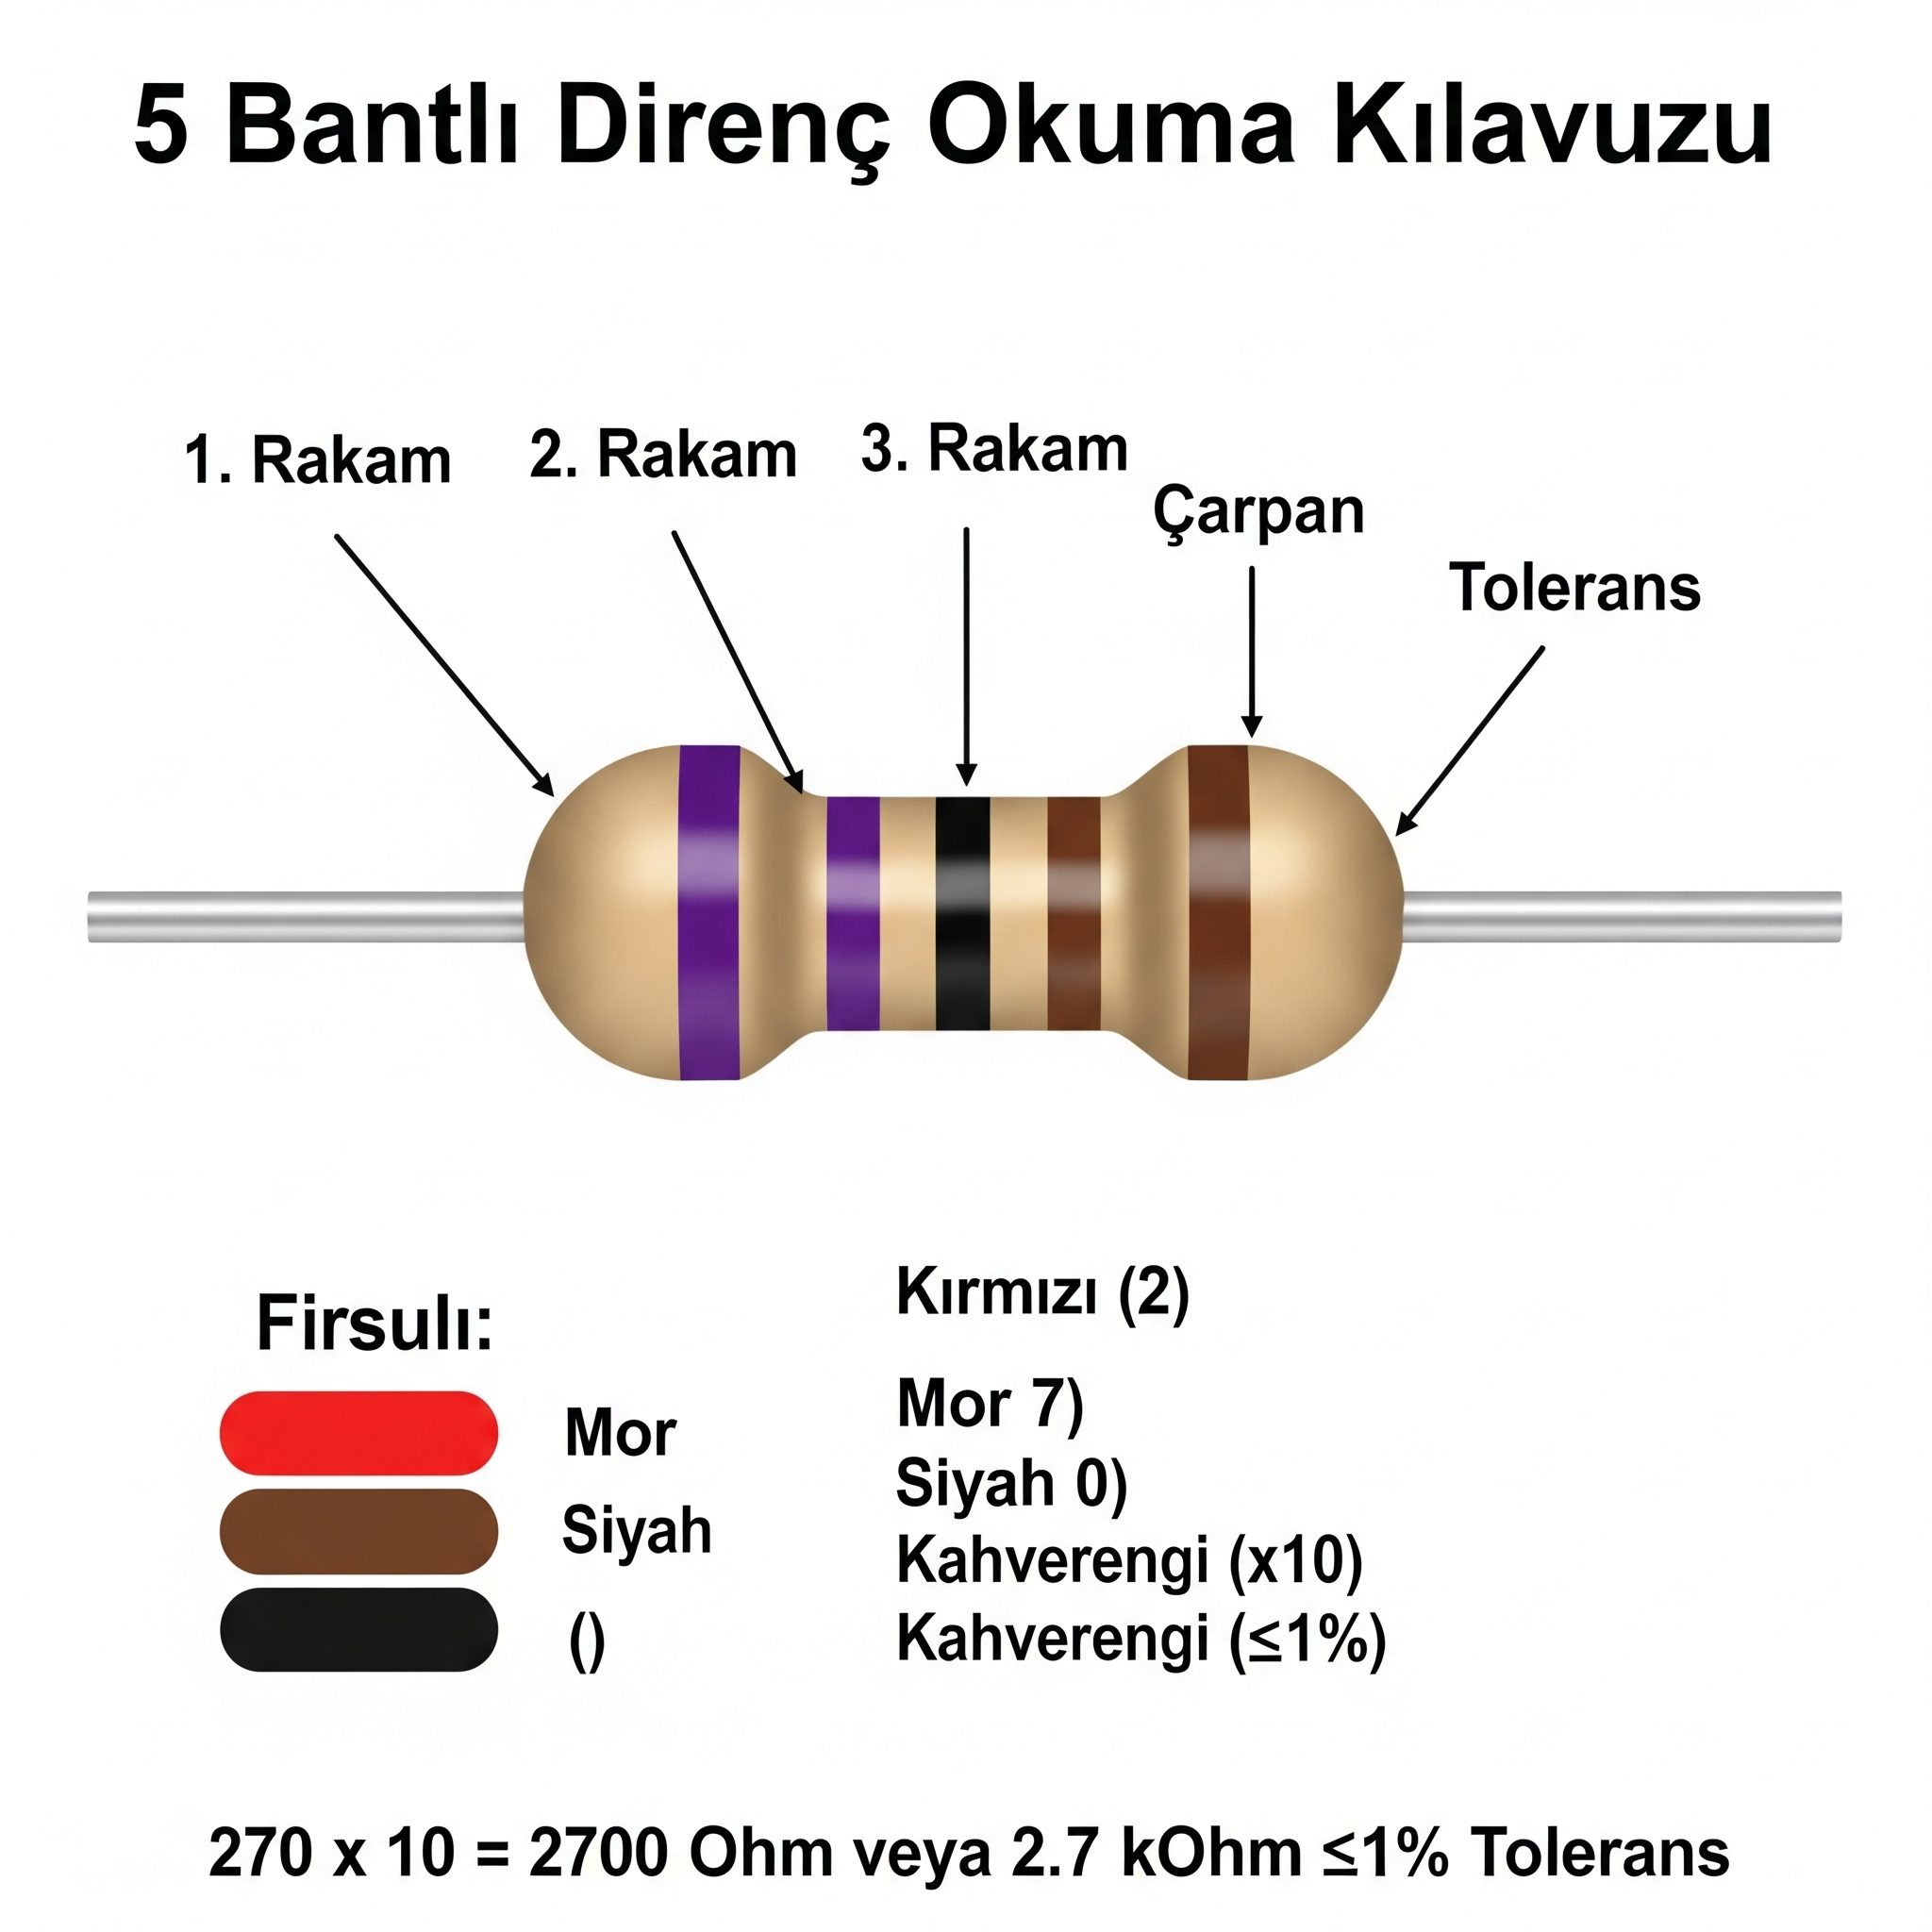 5 Bantlı Direnç Okuma Kılavuzu
1. Rakam
2. Rakam
3. Rakam
Çarpan
Tolerans
Firsulı:
Mor
Siyah
()
Kırmızı (2)
Mor 7)
Siyah 0)
Kahverengi (x10)
Kahverengi (≤1%)
270 x 10 = 2700 Ohm veya 2.7 kOhm ≤1% Tolerans